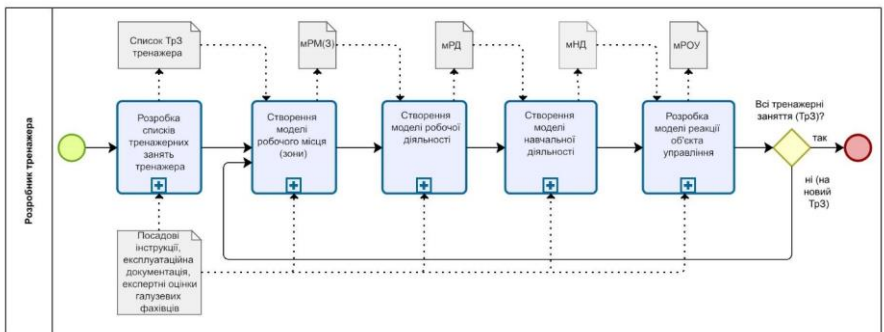 Розробник тренажера
Список ТрЗ
тренажера
мРМ(З)
мРД
мНД
мРОУ
Розробка
списків
тренажерних
занять
тренажера
Створення
моделі
робочого місця
(зони)
Створення
моделі робочої
діяльності
Створення
моделі
навчальної
діяльності
Розробка
моделі реакції
об'єкта
управління
Всі тренажерні
заняття (ТрЗ)?
так
ні (на
новий
ТрЗ)
Посадові
інструкції,
експлуатаційна
документація,
експертні оцінки
галузевих
фахівців